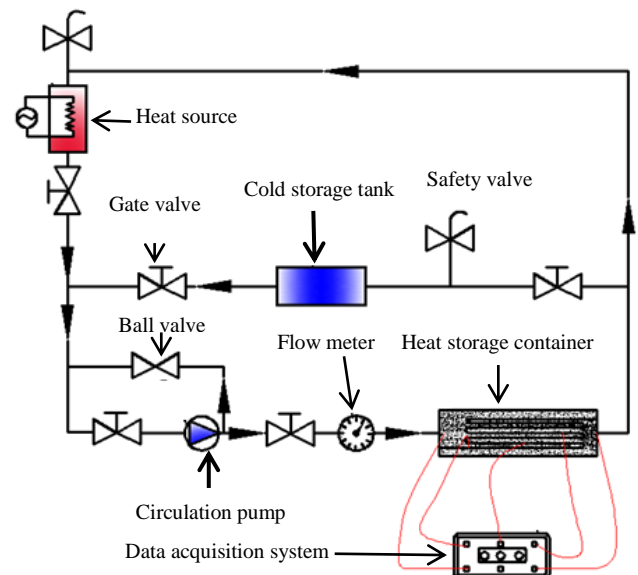 Heat source
Safety valve
Cold storage tank
Gate valve
Ball valve
Flow meter
Heat storage container
Circulation pump
Data acquisition system